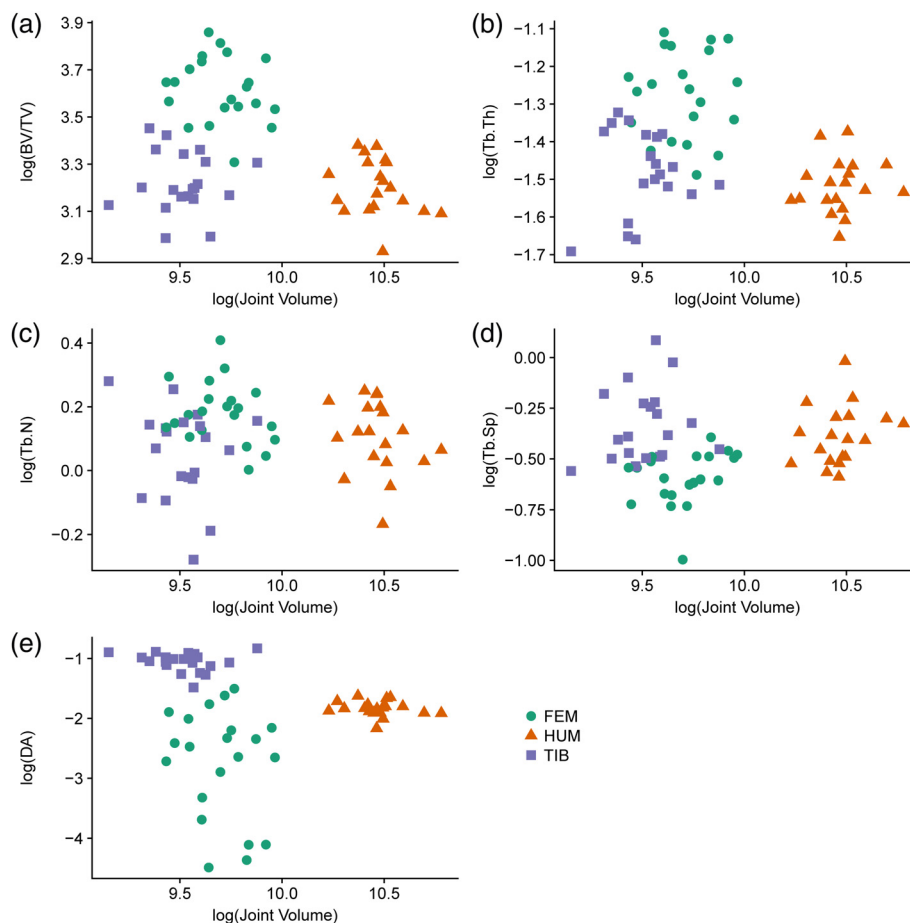 (a)
3.9
3.7
3.5
3.3
3.1
2.9
log(BV/TV)
9.5 10.0 10.5
log(Joint Volume)
(b)
−1.1
−1.2
−1.3
−1.4
−1.5
−1.6
−1.7
log(Tb.Th)
9.5 10.0 10.5
log(Joint Volume)
(c)
0.4
0.2
0.0
−0.2
log(Tb.N)
9.5 10.0 10.5
log(Joint Volume)
(d)
0.00
−0.25
−0.50
−0.75
−1.00
log(Tb.Sp)
9.5 10.0 10.5
log(Joint Volume)
(e)
−1
−2
−3
−4
log(DA)
9.5 10.0 10.5
log(Joint Volume)
FEM
HUM
TIB